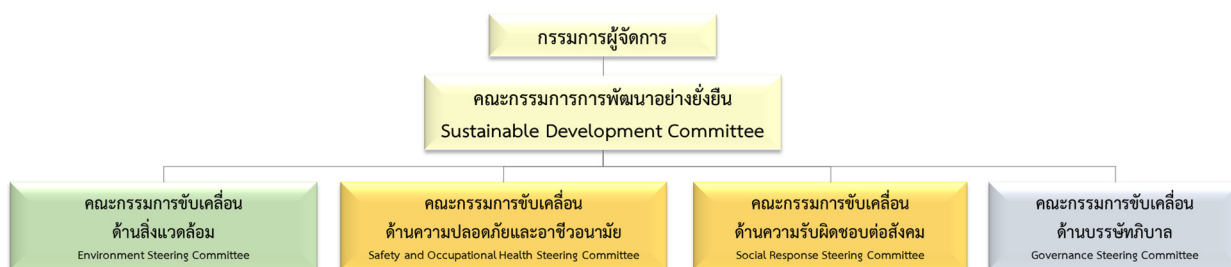 กรรมการผู้จัดการ
คณะกรรมการการพัฒนาอย่างยั่งยืน
Sustainable Development Committee
คณะกรรมการขับเคลื่อน
ด้านสิ่งแวดล้อม
Environment Steering Committee
คณะกรรมการขับเคลื่อน
ด้านความปลอดภัยและอาชีวอนามัย
Safety and Occupational Health Steering Committee
คณะกรรมการขับเคลื่อน
ด้านความรับผิดชอบต่อสังคม
Social Response Steering Committee
คณะกรรมการขับเคลื่อน
ด้านบรรษัทภิบาล
Governance Steering Committee